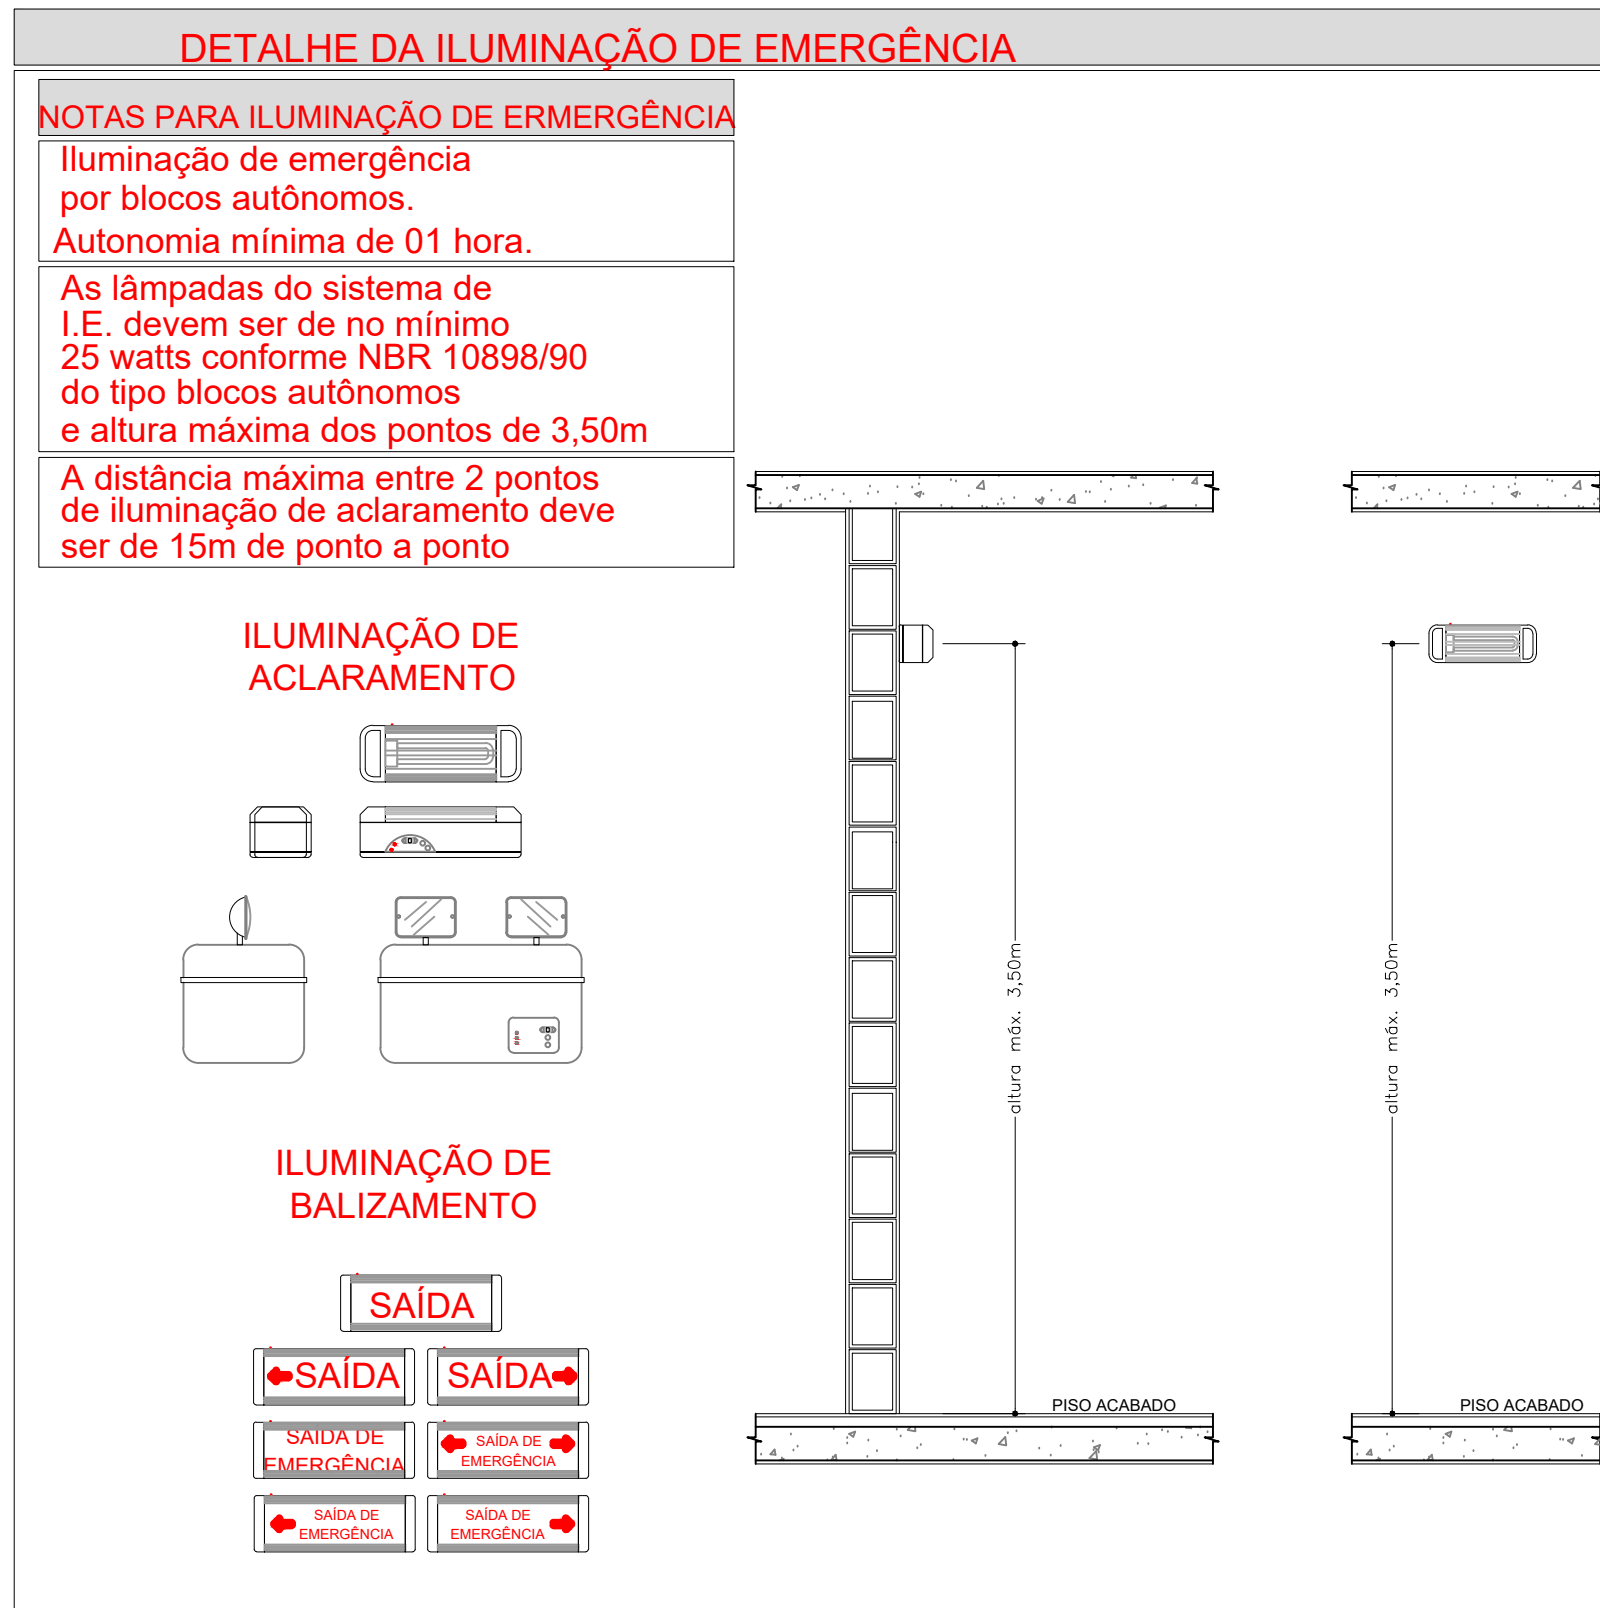 DETALHE DA ILUMINAÇÃO DE EMERGÊNCIA
NOTAS PARA ILUMINAÇÃO DE ERMERGÊNCIA
Iluminação de emergência
por blocos autônomos.
Autonomia mínima de 01 hora.
As lâmpadas do sistema de
I.E. devem ser de no mínimo
25 watts conforme NBR 10898/90
do tipo blocos autônomos
e altura máxima dos pontos de 3,50m
A distância máxima entre 2 pontos
de iluminação de aclaramento deve
ser de 15m de ponto a ponto
ILUMINAÇÃO DE
ACLARAMENTO
ILUMINAÇÃO DE
BALIZAMENTO
SAÍDA
SAÍDA
SAÍDA
SAÍDA DE
EMERGÊNCIA
SAÍDA DE
EMERGÊNCIA
SAÍDA DE
EMERGÊNCIA
SAÍDA DE
EMERGÊNCIA
altura máx. 3,50m
PISO ACABADO
altura máx. 3,50m
PISO ACABADO